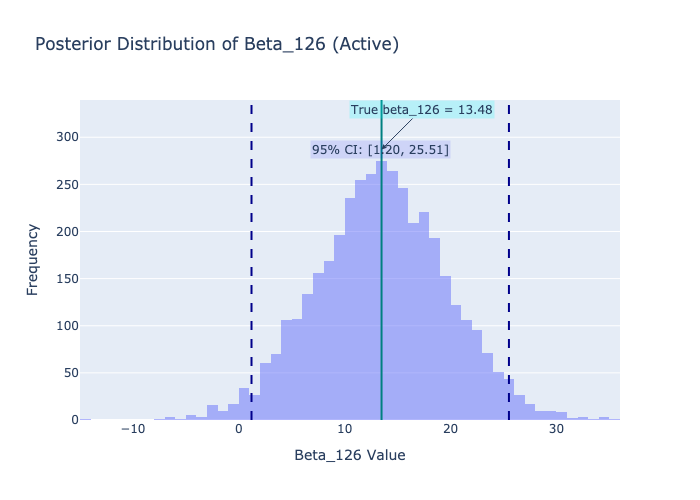 Posterior Distribution of Beta_126 (Active)
True beta_126 = 13.48
95% CI: [1.20, 25.51]
300
250
200
150
100
50
0
Frequency
−10
0
10
20
30
Beta_126 Value